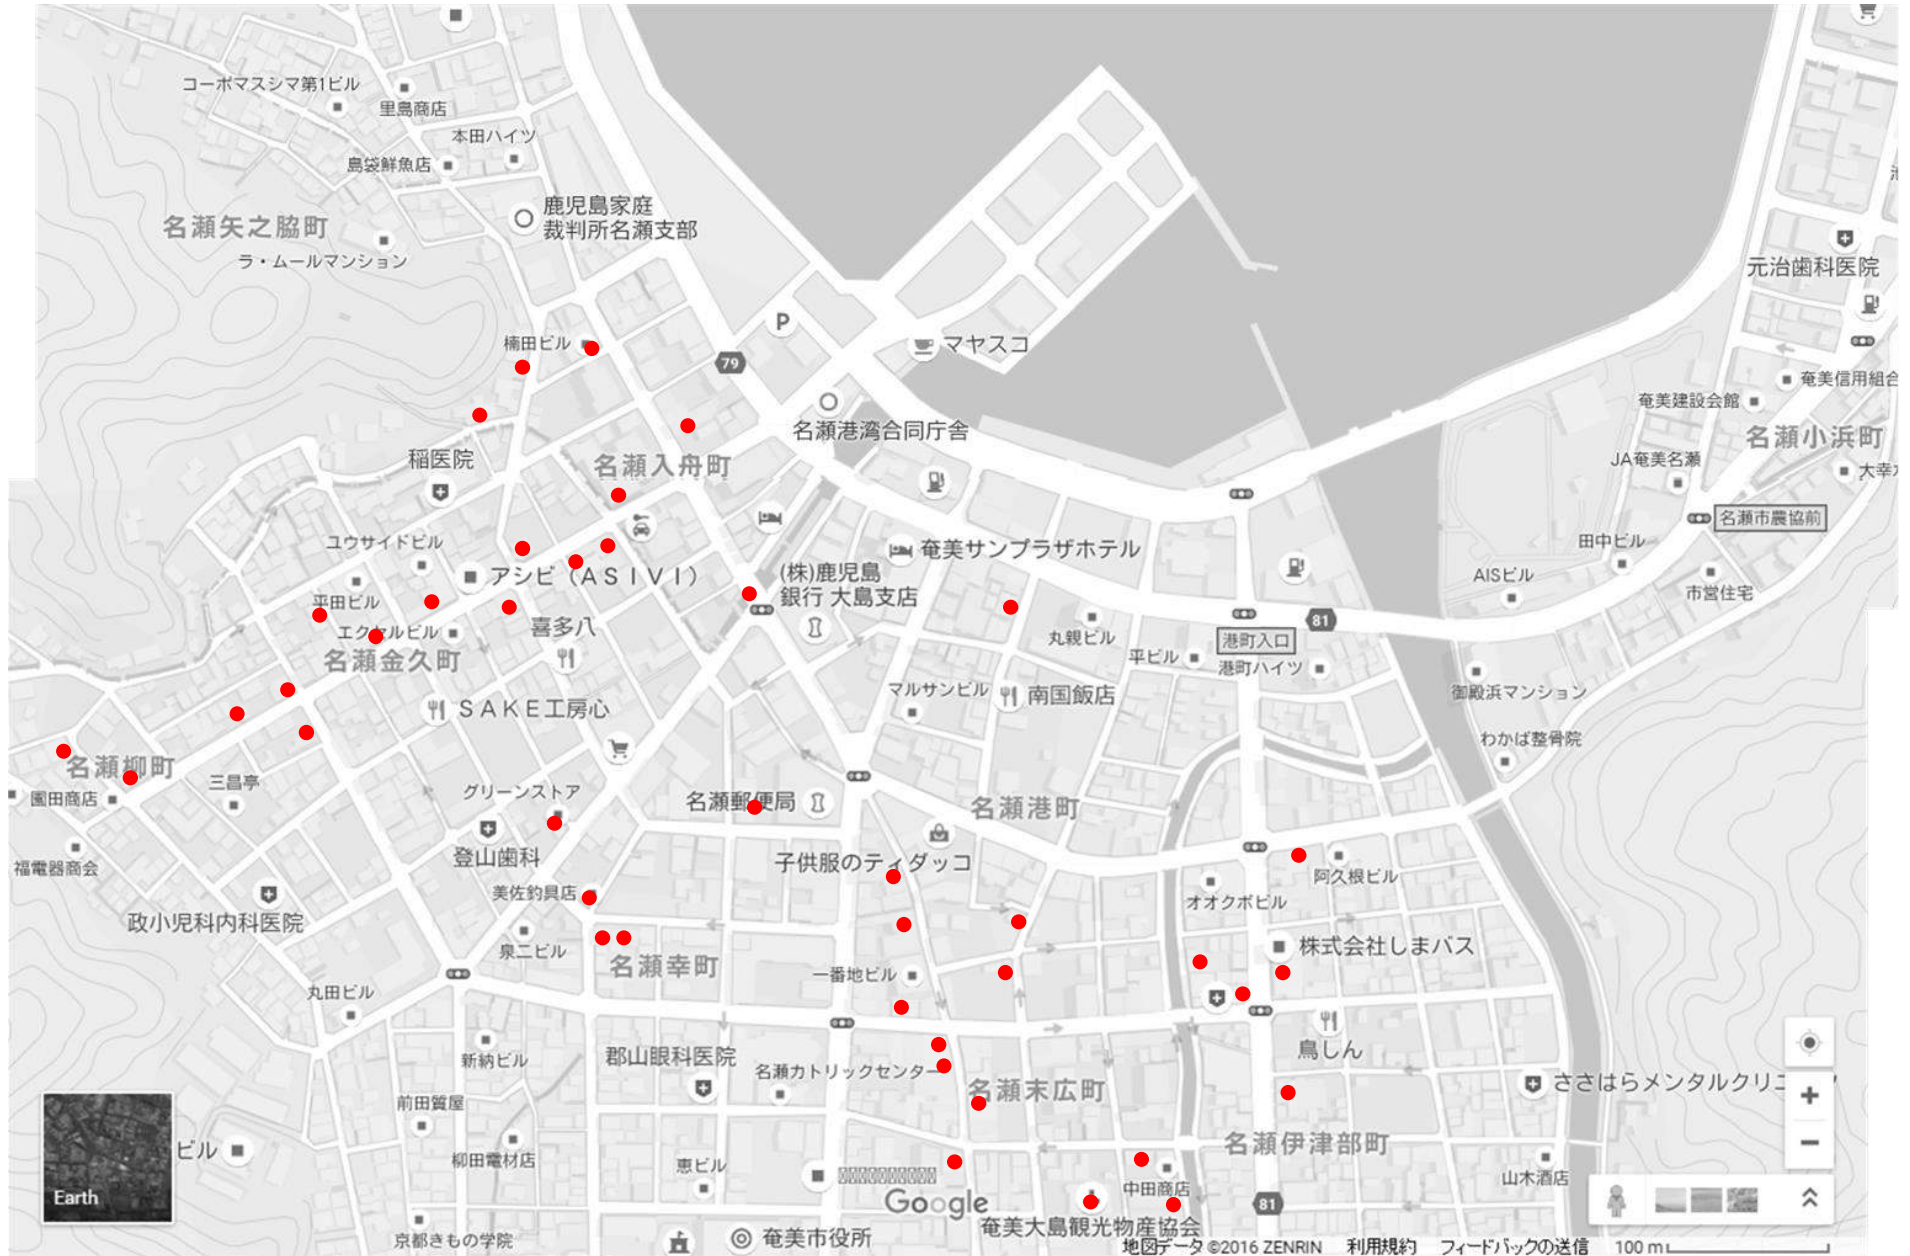 コーポマスシマ第1ビル
里島商店
本田ハイツ
島袋鮮魚店
鹿児島家庭
裁判所名瀬支部
名瀬矢之脇町
ラ・ムールマンション
元治歯科医院
楠田ビル
P
79
マヤスコ
奄美信用組合
奄美建設会館
名瀬港湾合同庁舎
名瀬小浜町
稲医院
名瀬入舟町
JA奄美名瀬
大幸
名瀬市農協前
ユウサイドビル
田中ビル
奄美サンプラザホテル
アシビ（ＡＳＩＶＩ）
(株)鹿児島
銀行 大島支店
AISビル
市営住宅
平田ビル
エクセルビル
喜多八
丸親ビル
81
港町入口
名瀬金久町
平ビル
港町ハイツ
マルサンビル
南国飯店
御殿浜マンション
ＳＡＫＥ工房心
わかば整骨院
名瀬柳町
三昌亭
園田商店
グリーンストア
名瀬郵便局
名瀬港町
福電器商会
登山歯科
子供服のティダッコ
阿久根ビル
美佐釣具店
オオクボビル
政小児科内科医院
泉二ビル
名瀬幸町
株式会社しまバス
一番地ビル
丸田ビル
新納ビル
郡山眼科医院
名瀬カトリックセンター
鳥しん
名瀬末広町
ささはらメンタルクリニ
前田質屋
ビル
柳田電材店
恵ビル
名瀬伊津部町
中田商店
山木酒店
Earth
Google
81
奄美大島観光物産協会
京都きもの学院
奄美市役所
地図データ ©2016 ZENRIN 利用規約 フィードバックの送信 100 m